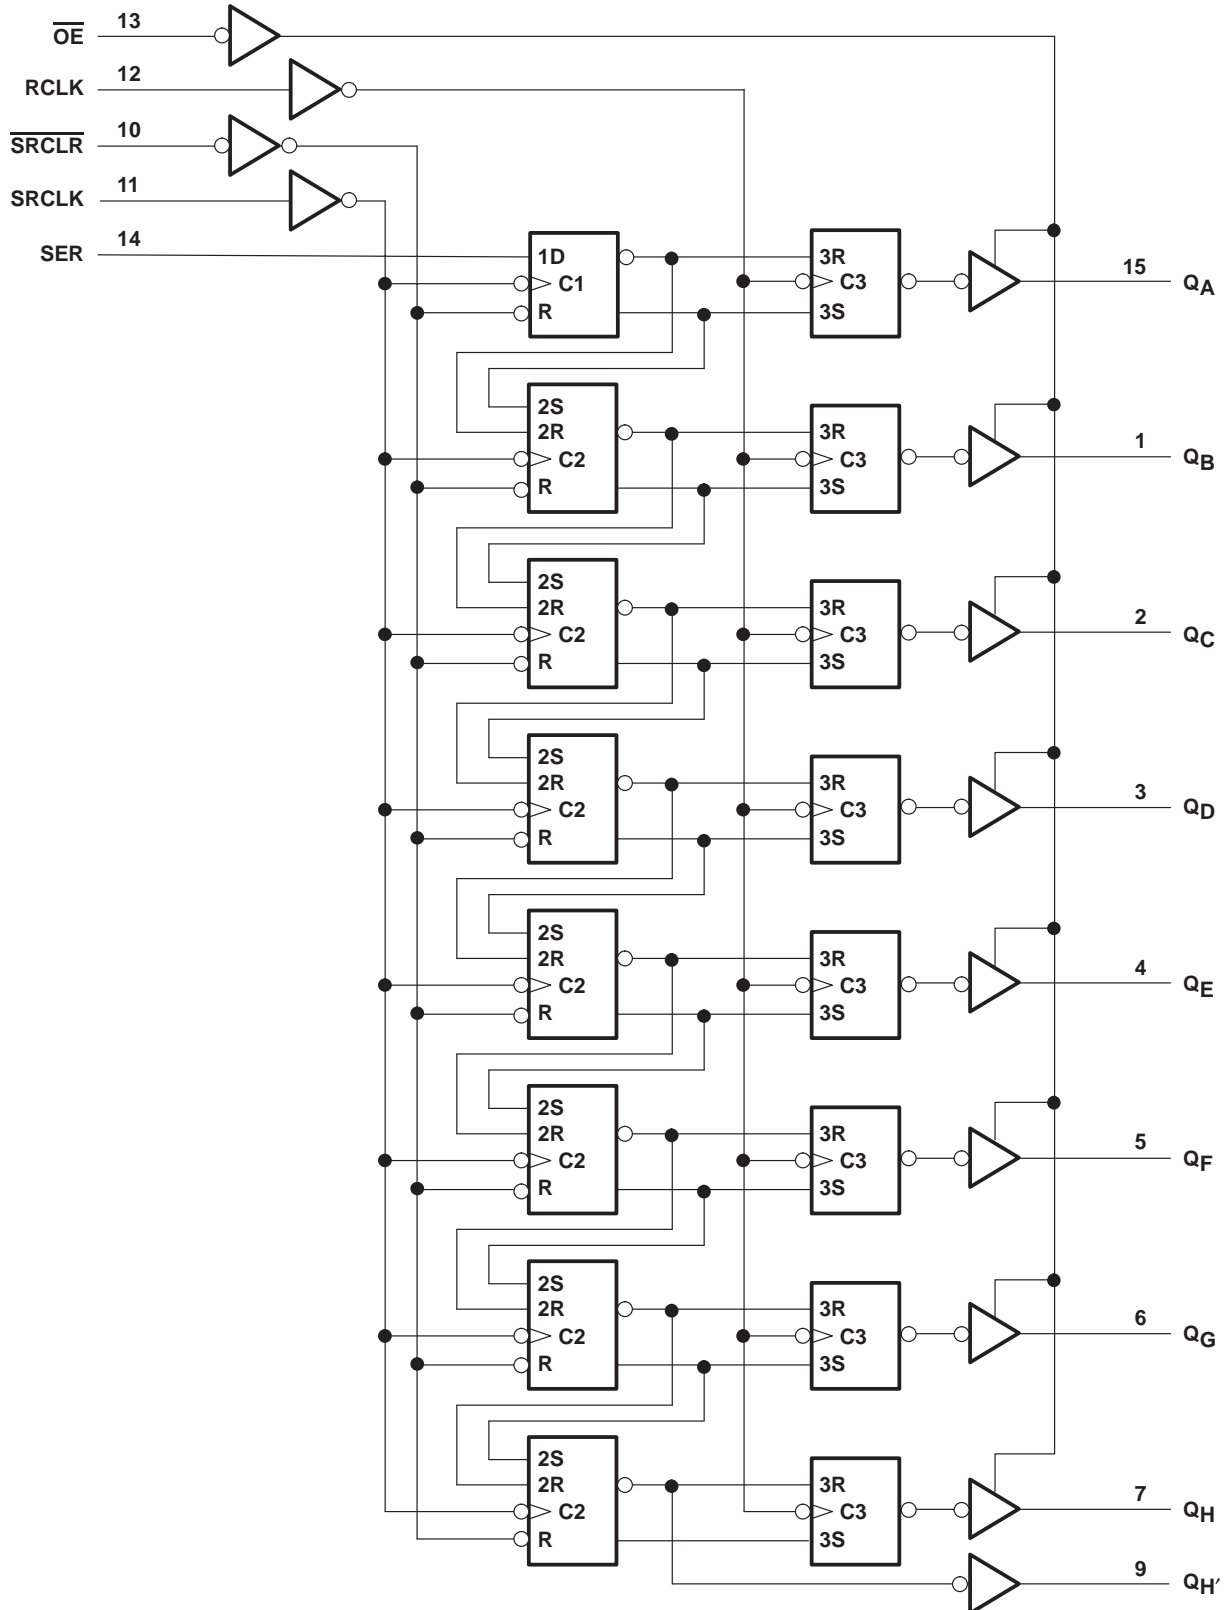 13
OE
12
RCLK
10
SRCLR
11
SRCLK
14
SER
1D
C1
R
3R
C3
3S
15
QA
2S
2R
C2
R
3R
C3
3S
1
QB
2S
2R
C2
R
3R
C3
3S
2
QC
2S
2R
C2
R
3R
C3
3S
3
QD
2S
2R
C2
R
3R
C3
3S
4
QE
2S
2R
C2
R
3R
C3
3S
5
QF
2S
2R
C2
R
3R
C3
3S
6
QG
2S
2R
C2
R
3R
C3
3S
7
QH
9
QH′